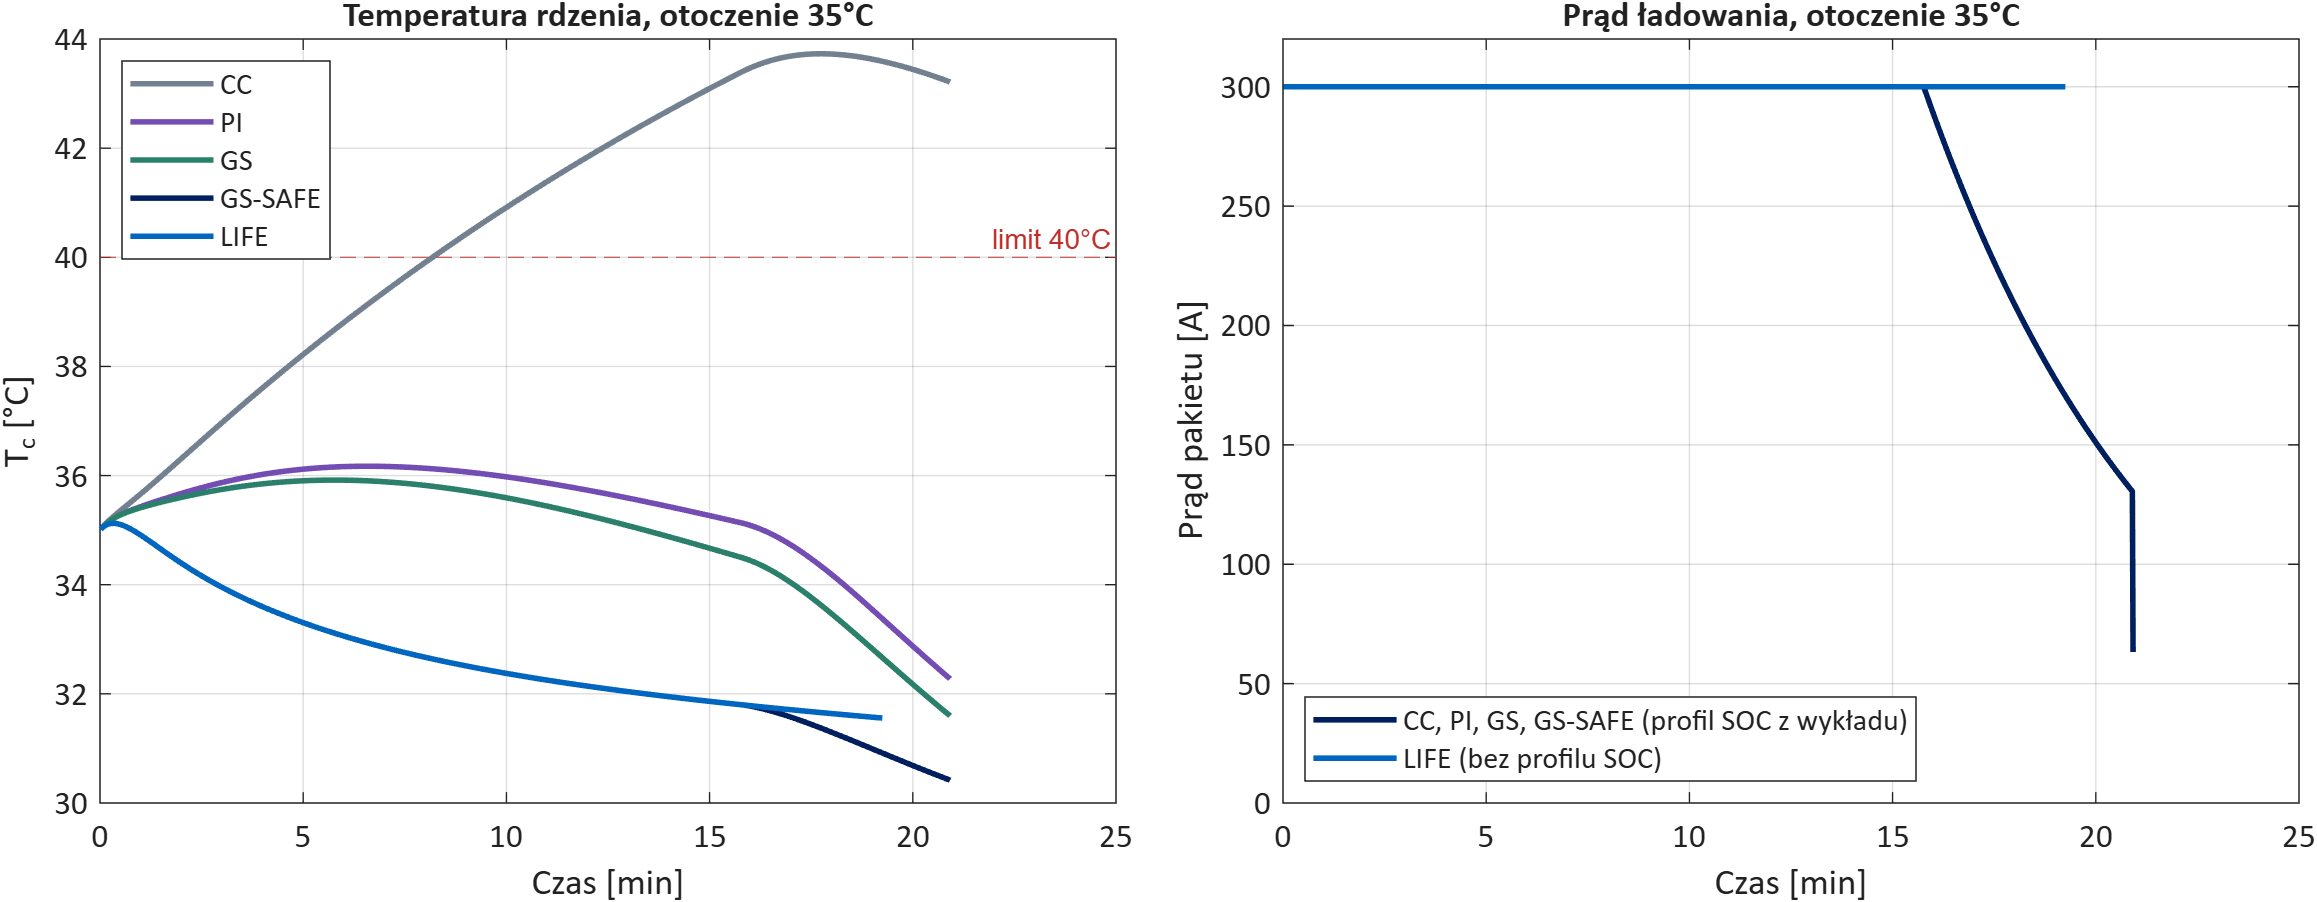 Temperatura rdzenia, otoczenie 35°C
44
42
40
38
36
34
32
30
T_c [°C]
CC
PI
GS
GS-SAFE
LIFE
limit 40°C
0 5 10 15 20 25
Czas [min]
Prąd ładowania, otoczenie 35°C
300
250
200
150
100
50
0
Prąd pakietu [A]
CC, PI, GS, GS-SAFE (profil SOC z wykładu)
LIFE (bez profilu SOC)
0 5 10 15 20 25
Czas [min]